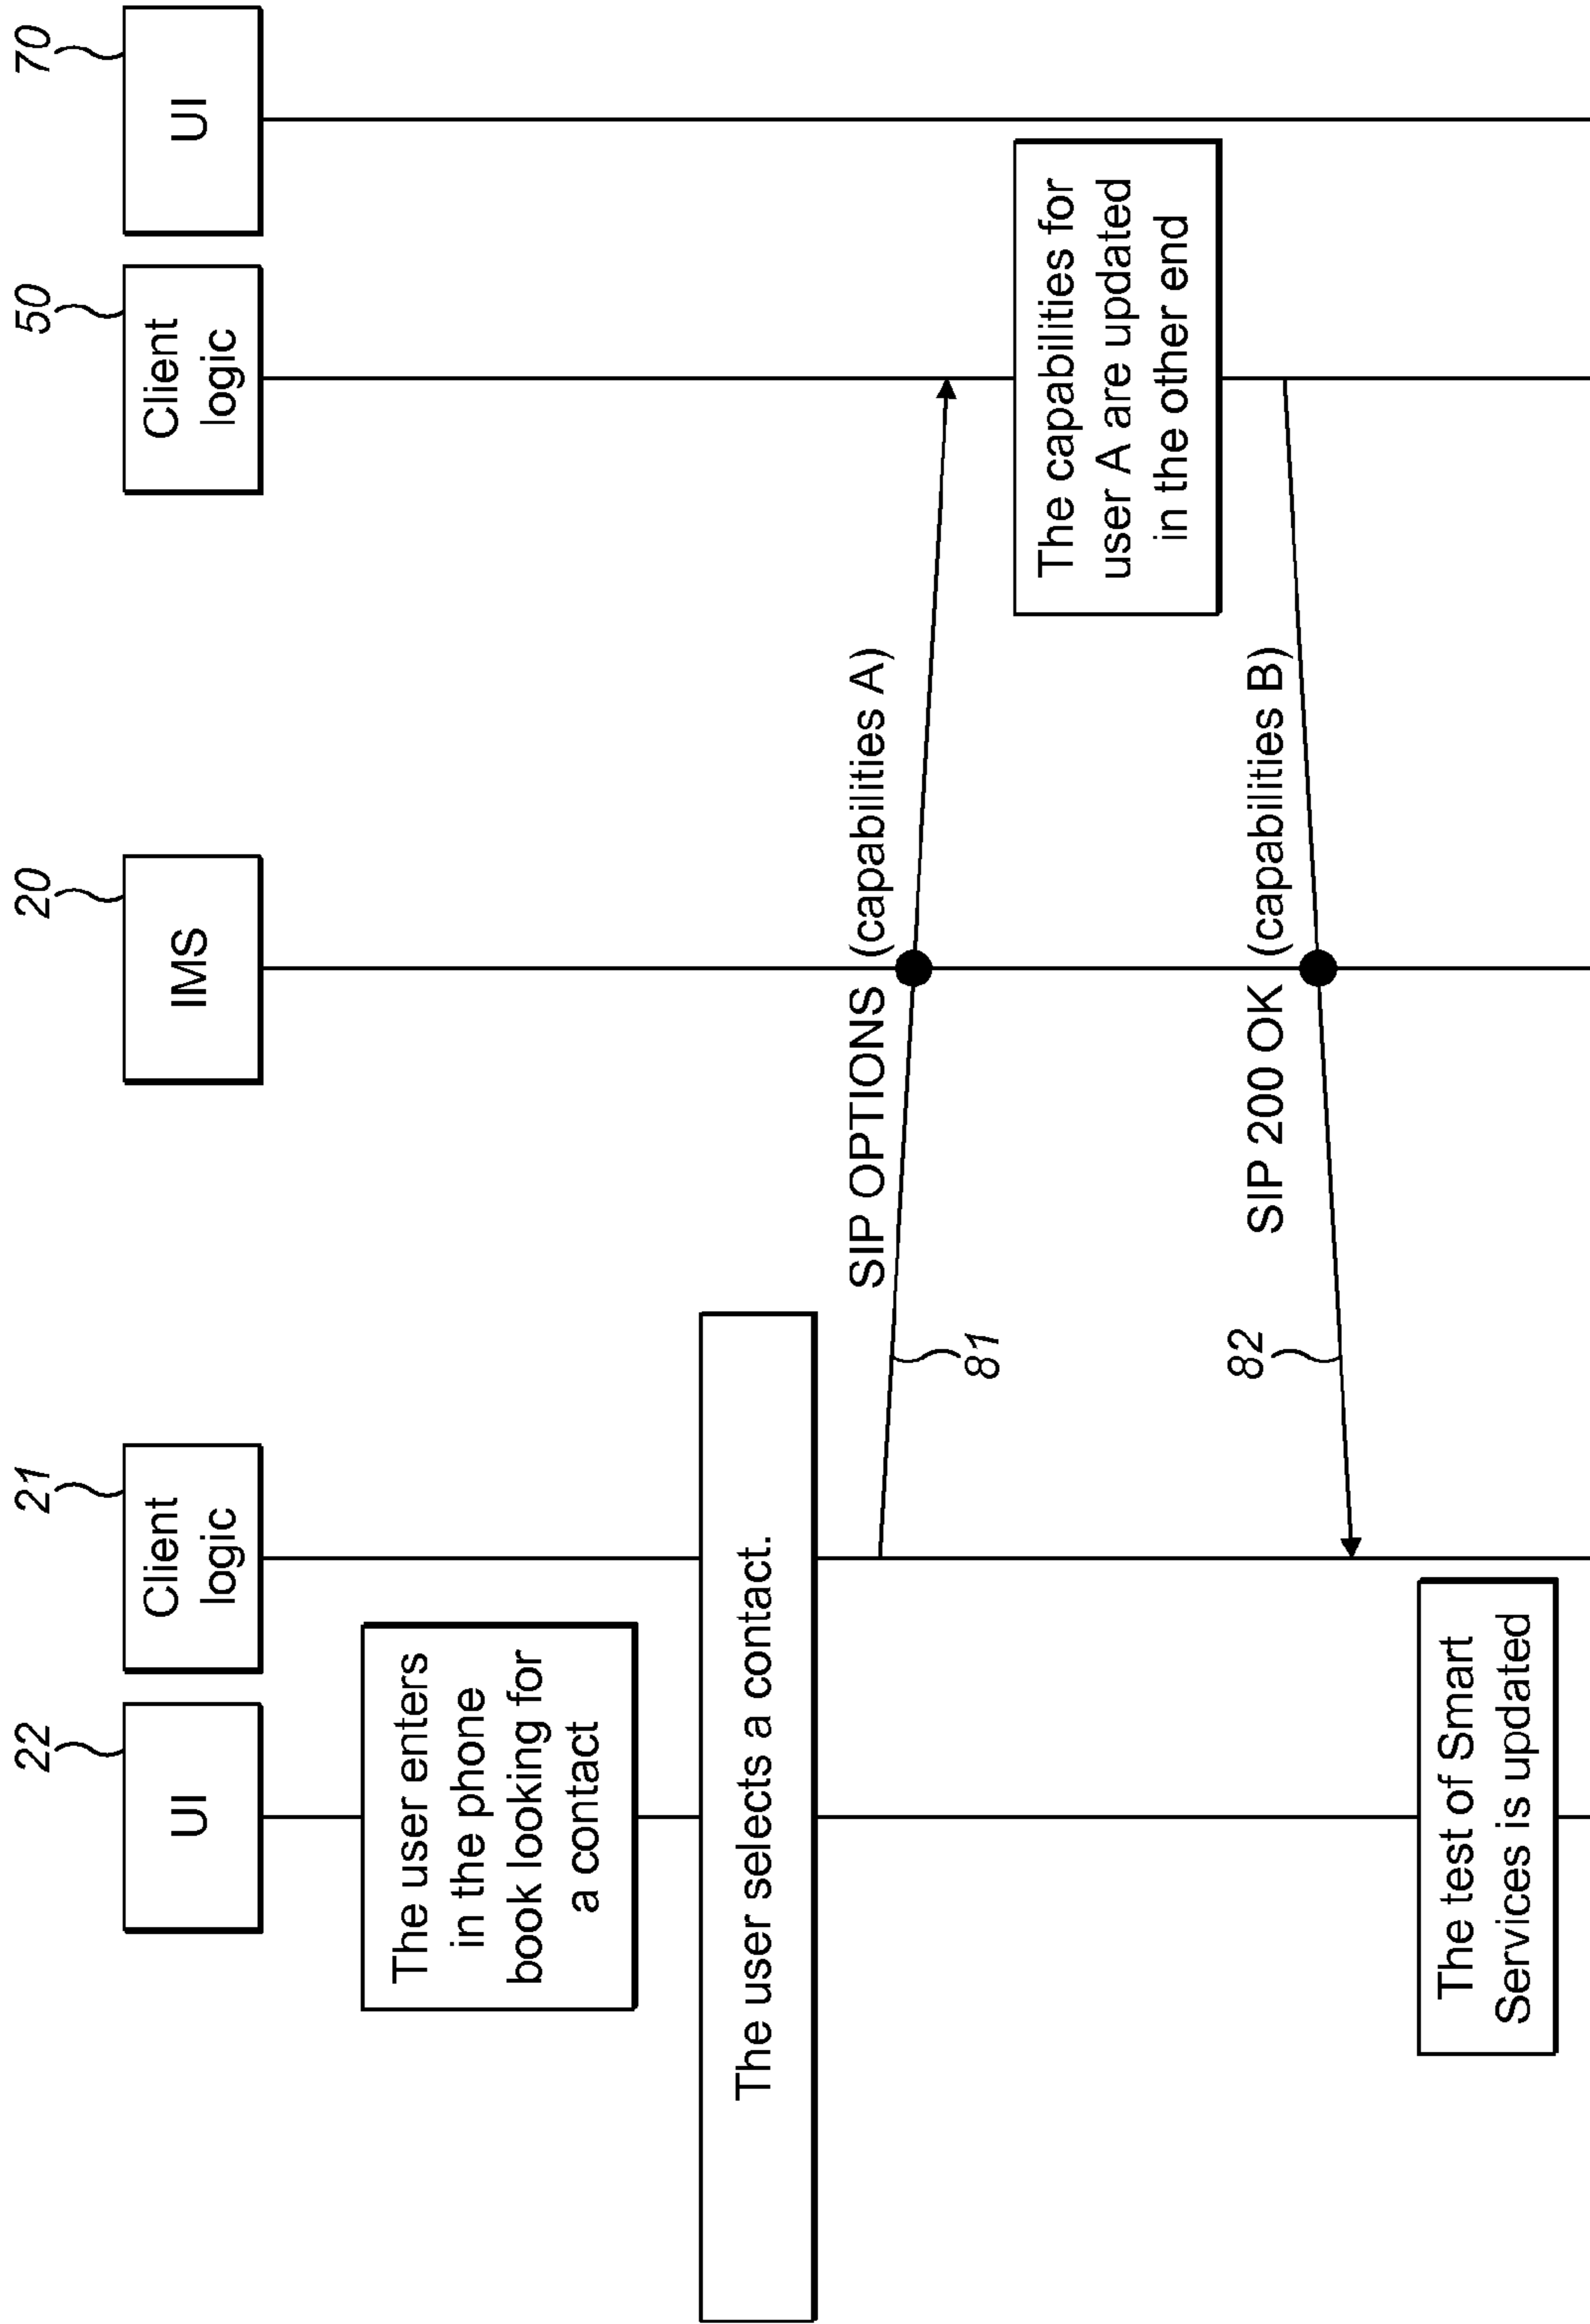 22
21
20
50
70
UI
Client
logic
IMS
Client
logic
UI
The user enters
in the phone
book looking for
a contact
The user selects a contact.
SIP OPTIONS (capabilities A)
81
The capabilities for
user A are updated
in the other end
SIP 200 OK (capabilities B)
82
The test of Smart
Services is updated